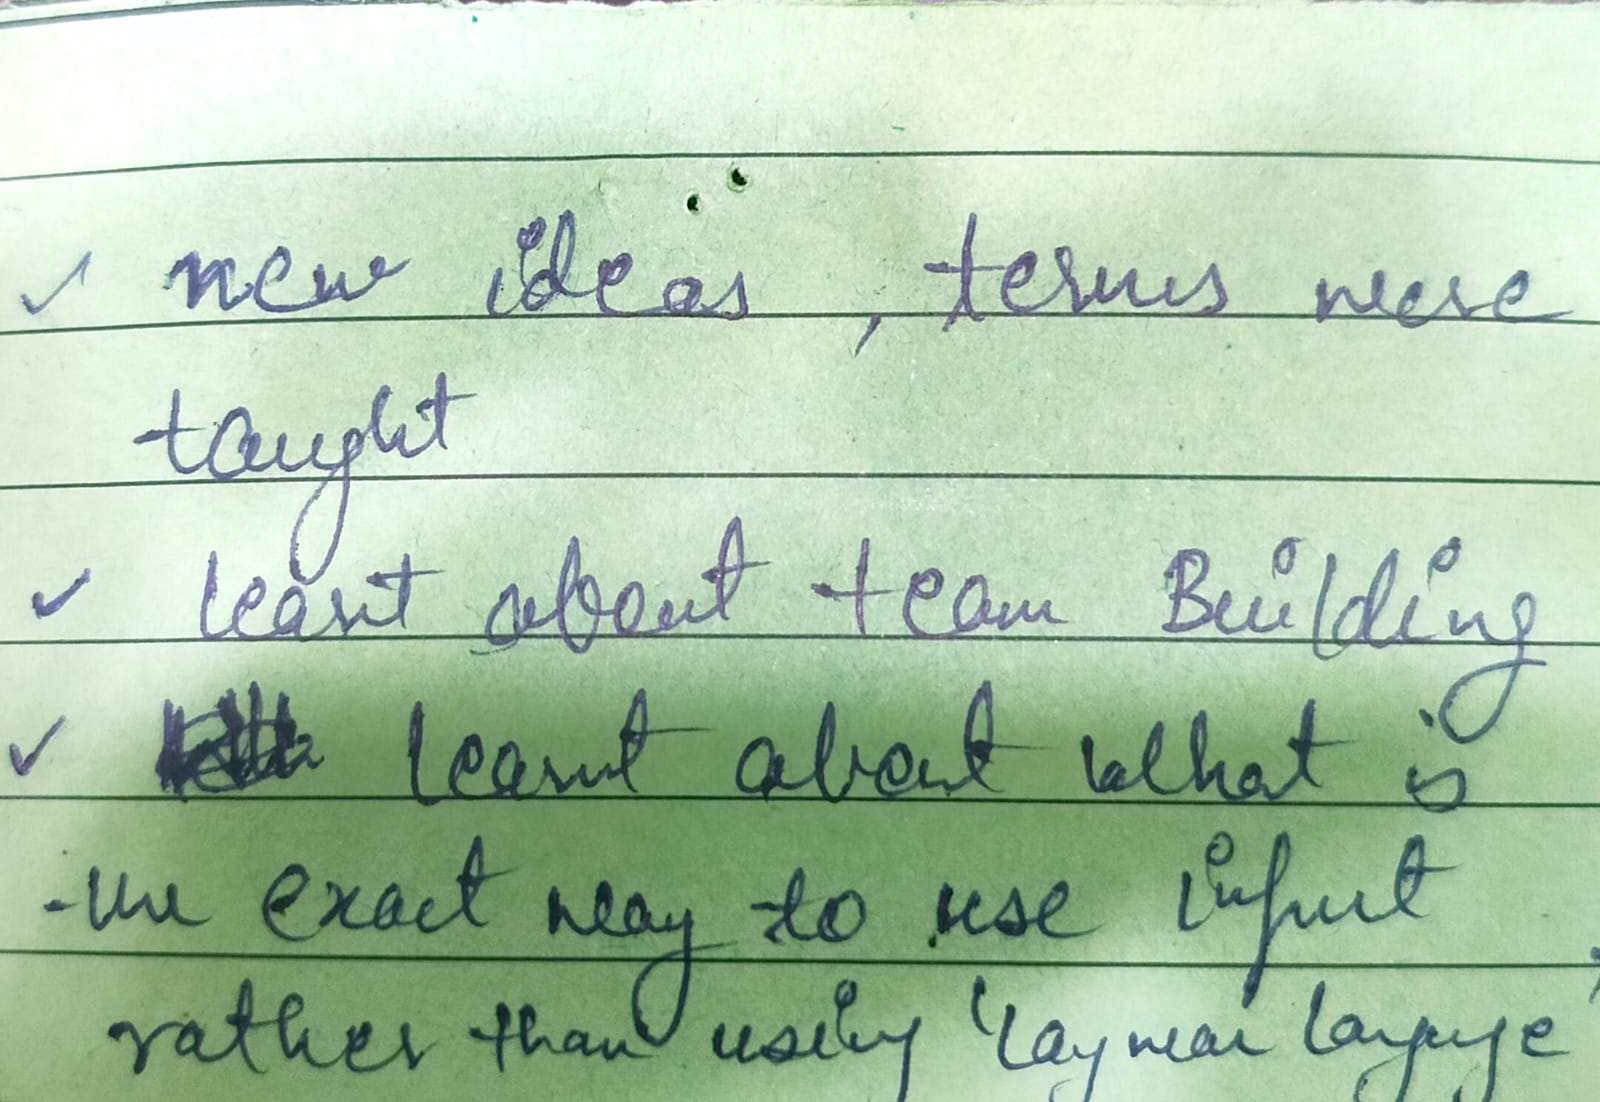 ✓ new ideas, terms were
taught
✓ learnt about team Building
✓ learnt about what is
the exact way to use input
rather than using 'layman language'